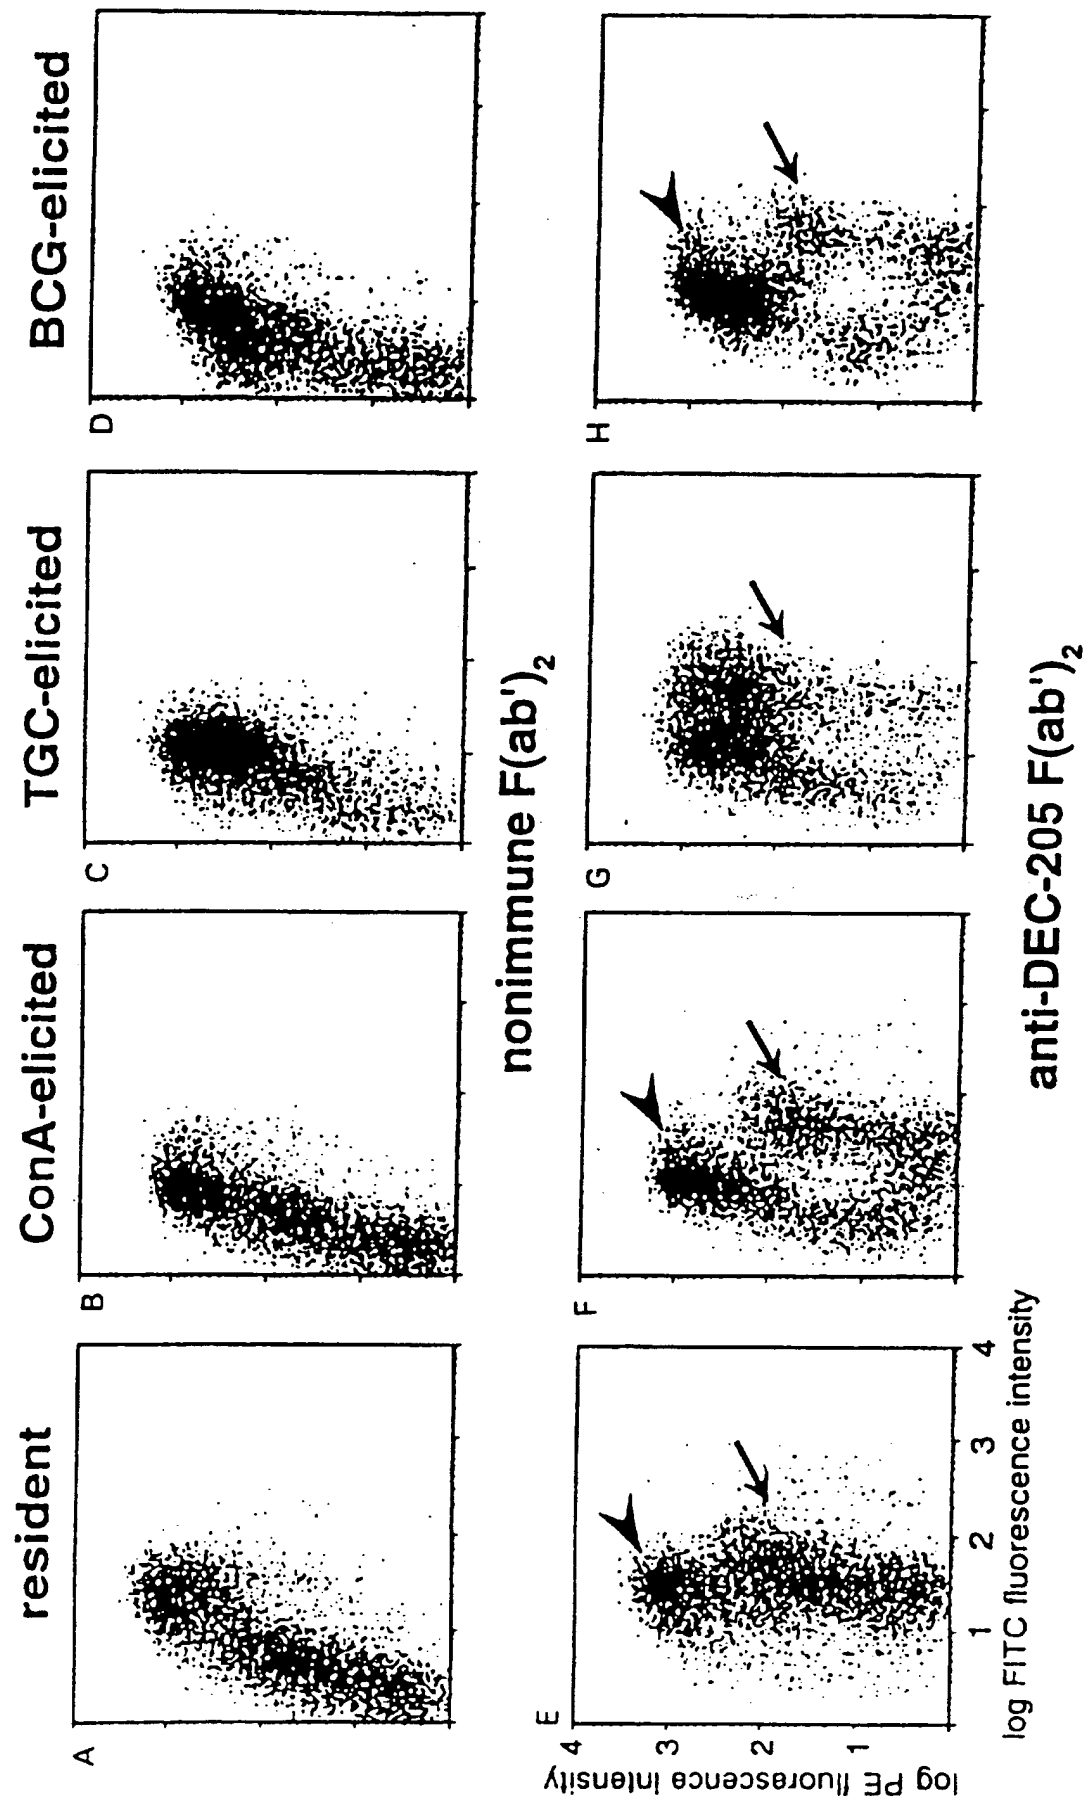 resident
ConA-elicited
TGC-elicited
BCG-elicited
A
B
C
D
nonimmune F(ab')2
E
F
G
H
4
3
2
1
log PE fluorescence intensity
1
2
3
4
log FITC fluorescence intensity
anti-DEC-205 F(ab')2